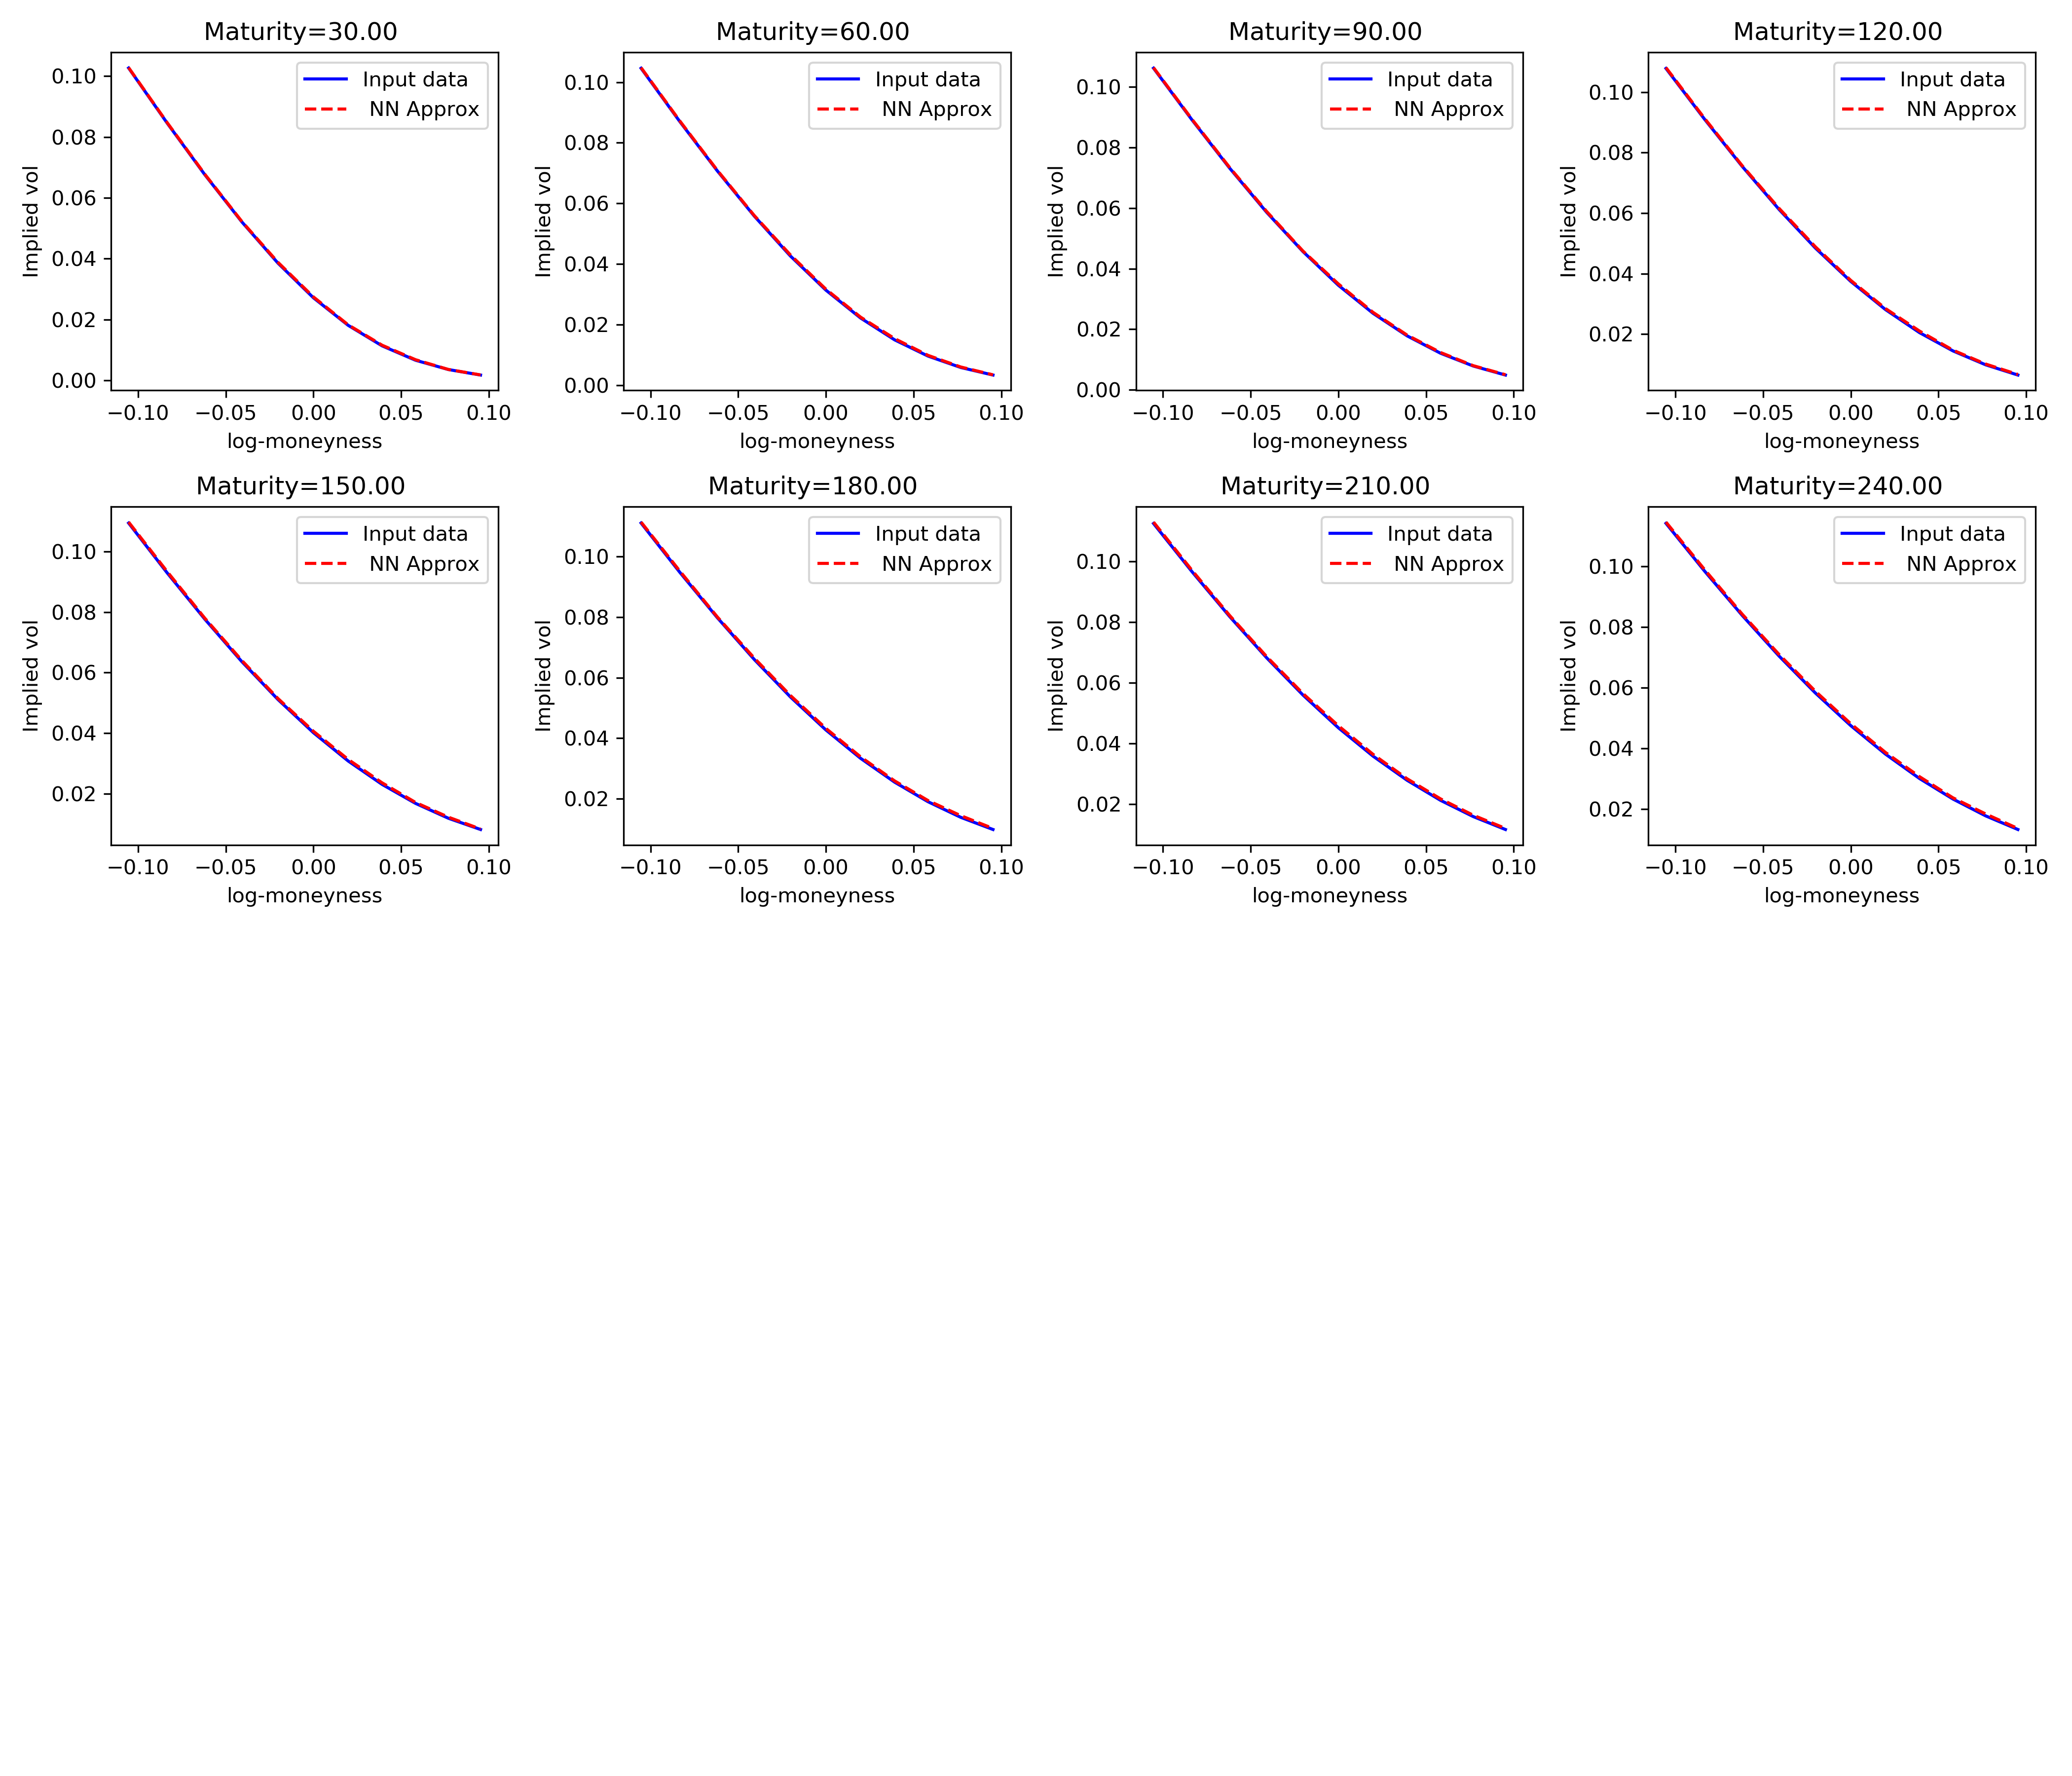 Maturity=30.00
Input data
NN Approx
Implied vol
0.10
0.08
0.06
0.04
0.02
0.00
−0.10 −0.05 0.00 0.05 0.10
log-moneyness
Maturity=60.00
Input data
NN Approx
Implied vol
0.10
0.08
0.06
0.04
0.02
0.00
−0.10 −0.05 0.00 0.05 0.10
log-moneyness
Maturity=90.00
Input data
NN Approx
Implied vol
0.10
0.08
0.06
0.04
0.02
0.00
−0.10 −0.05 0.00 0.05 0.10
log-moneyness
Maturity=120.00
Input data
NN Approx
Implied vol
0.10
0.08
0.06
0.04
0.02
−0.10 −0.05 0.00 0.05 0.10
log-moneyness
Maturity=150.00
Input data
NN Approx
Implied vol
0.10
0.08
0.06
0.04
0.02
−0.10 −0.05 0.00 0.05 0.10
log-moneyness
Maturity=180.00
Input data
NN Approx
Implied vol
0.10
0.08
0.06
0.04
0.02
−0.10 −0.05 0.00 0.05 0.10
log-moneyness
Maturity=210.00
Input data
NN Approx
Implied vol
0.10
0.08
0.06
0.04
0.02
−0.10 −0.05 0.00 0.05 0.10
log-moneyness
Maturity=240.00
Input data
NN Approx
Implied vol
0.10
0.08
0.06
0.04
0.02
−0.10 −0.05 0.00 0.05 0.10
log-moneyness